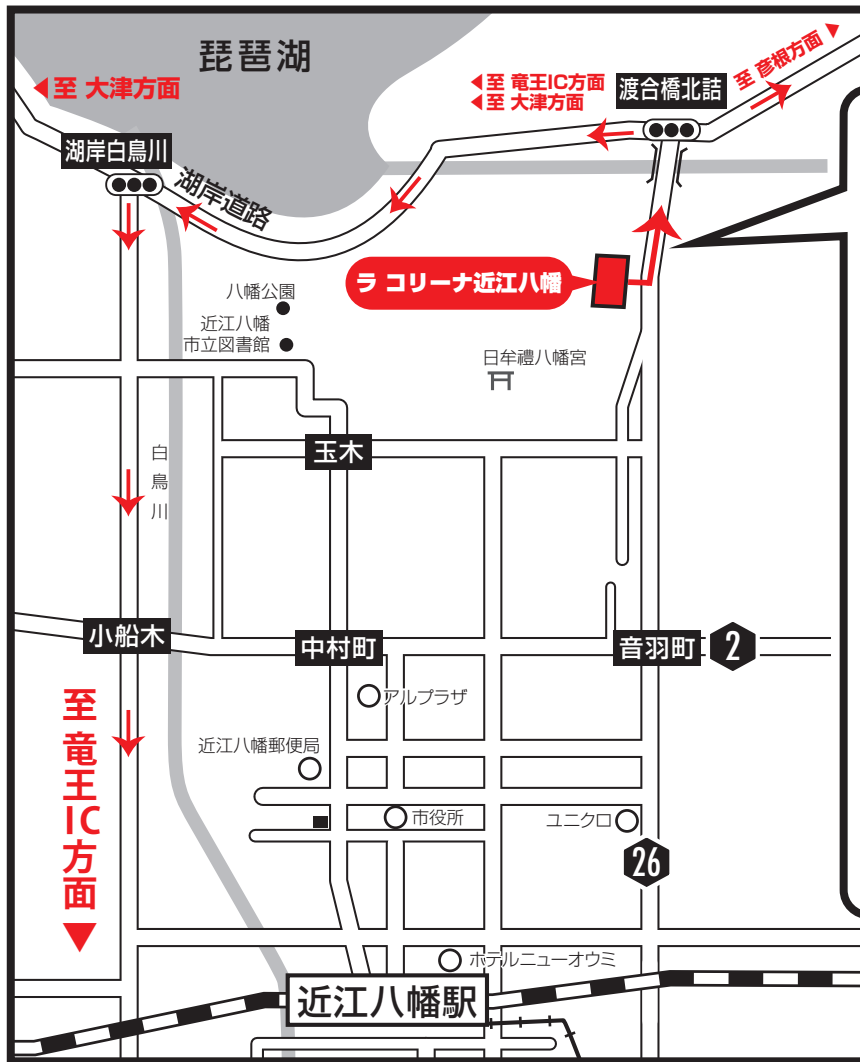 琵琶湖
◀至 大津方面
◀至 竜王IC方面
◀至 大津方面
渡合橋北詰
至 彦根方面▶
湖岸白鳥川
湖岸道路
ラ コリーナ近江八幡
八幡公園
近江八幡
市立図書館
日牟禮八幡宮
玉木
白鳥川
小船木
中村町
音羽町
2
アルプラザ
至 竜王IC方面▼
近江八幡郵便局
市役所
ユニクロ
26
ホテルニューオウミ
近江八幡駅